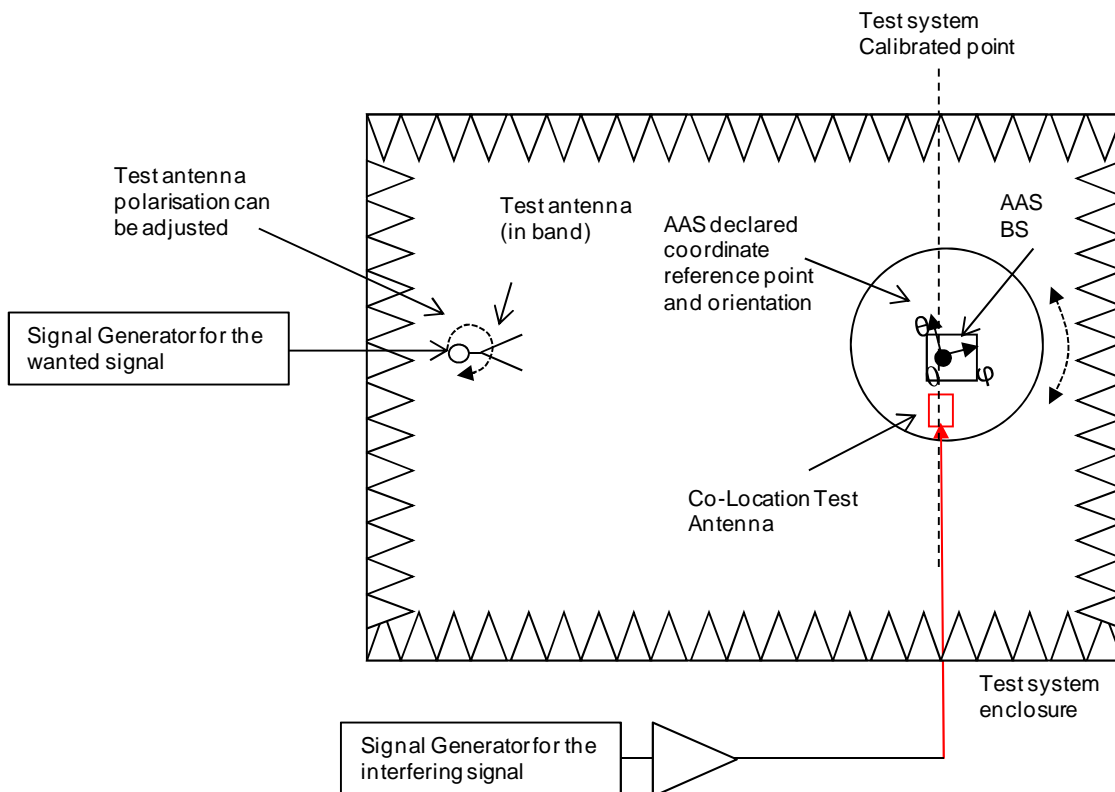 Test system
Calibrated point
Test antenna
polarisation can
be adjusted
Test antenna
(in band)
AAS declared
coordinate
reference point
and orientation
AAS
BS
Signal Generator for the
wanted signal
θ
φ
Co-Location Test
Antenna
Test system
enclosure
Signal Generator for the
interfering signal